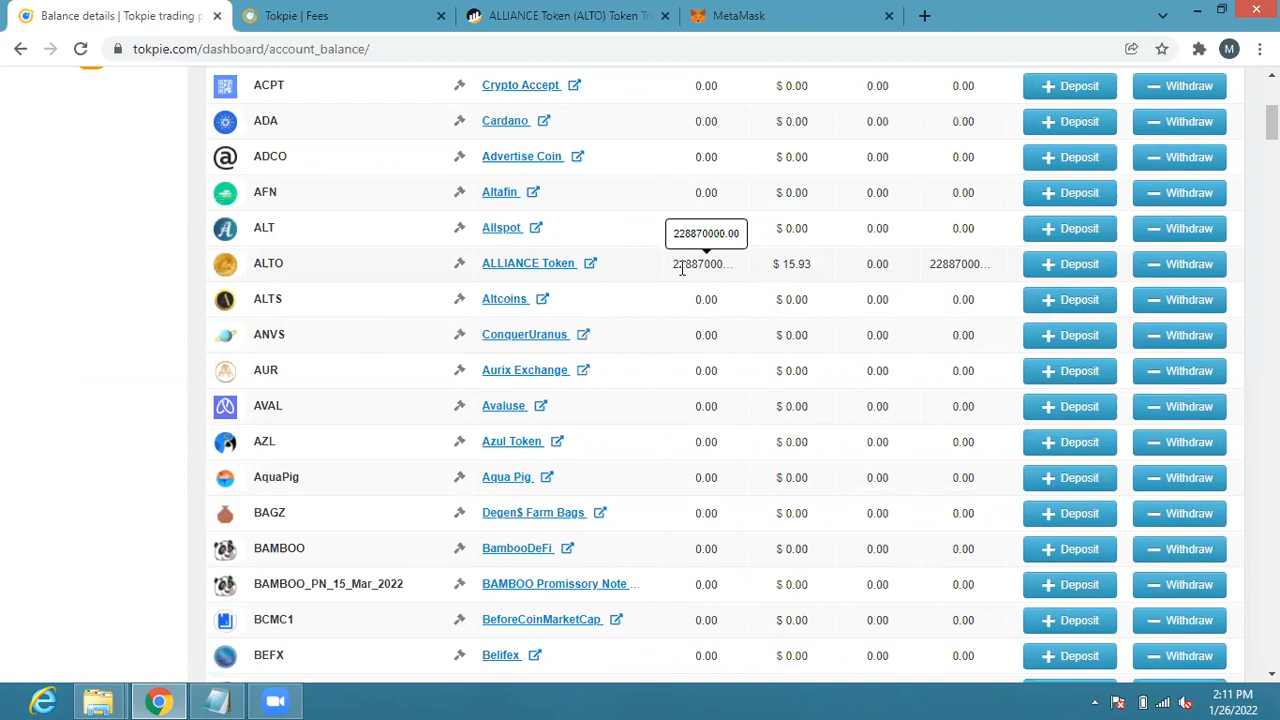 Balance details | Tokpie trading p
Tokpie | Fees
ALLIANCE Token (ALTO) Token Tr
MetaMask
tokpie.com/dashboard/account_balance/
M
ACPT Crypto Accept 0.00 $ 0.00 0.00 0.00 Deposit Withdraw
ADA Cardano 0.00 $ 0.00 0.00 0.00 Deposit Withdraw
ADCO Advertise Coin 0.00 $ 0.00 0.00 0.00 Deposit Withdraw
AFN Altafin 0.00 $ 0.00 0.00 0.00 Deposit Withdraw
ALT Allspot $ 0.00 0.00 0.00 Deposit Withdraw
228870000.00
ALTO ALLIANCE Token 22887000... $ 15.93 0.00 22887000... Deposit Withdraw
ALTS Altcoins 0.00 $ 0.00 0.00 0.00 Deposit Withdraw
ANVS ConquerUranus 0.00 $ 0.00 0.00 0.00 Deposit Withdraw
AUR Aurix Exchange 0.00 $ 0.00 0.00 0.00 Deposit Withdraw
AVAL Avaluse 0.00 $ 0.00 0.00 0.00 Deposit Withdraw
AZL Azul Token 0.00 $ 0.00 0.00 0.00 Deposit Withdraw
AquaPig Aqua Pig 0.00 $ 0.00 0.00 0.00 Deposit Withdraw
BAGZ Degen$ Farm Bags 0.00 $ 0.00 0.00 0.00 Deposit Withdraw
BAMBOO BambooDeFi 0.00 $ 0.00 0.00 0.00 Deposit Withdraw
BAMBOO_PN_15_Mar_2022 BAMBOO Promissory Note ... 0.00 $ 0.00 0.00 0.00 Deposit Withdraw
BCMC1 BeforeCoinMarketCap 0.00 $ 0.00 0.00 0.00 Deposit Withdraw
BEFX Belifex 0.00 $ 0.00 0.00 0.00 Deposit Withdraw
2:11 PM
1/26/2022